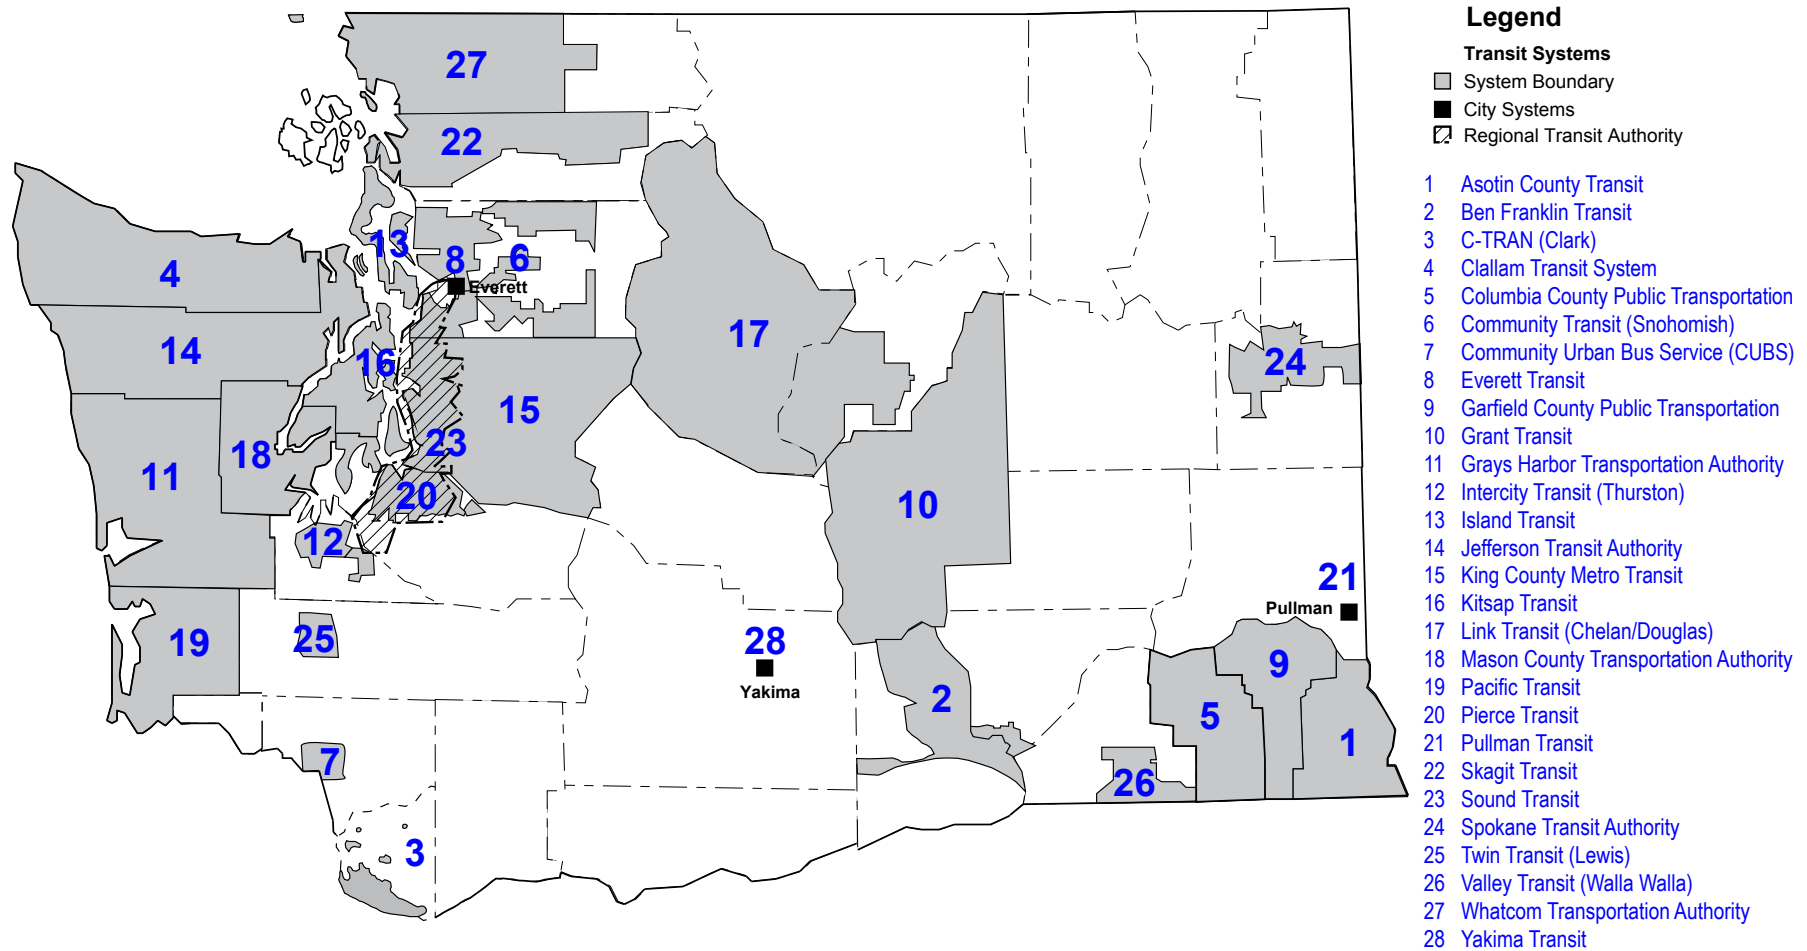 Legend
Transit Systems
System Boundary
City Systems
Regional Transit Authority
1 Asotin County Transit
2 Ben Franklin Transit
3 C-TRAN (Clark)
4 Clallam Transit System
5 Columbia County Public Transportation
6 Community Transit (Snohomish)
7 Community Urban Bus Service (CUBS)
8 Everett Transit
9 Garfield County Public Transportation
10 Grant Transit
11 Grays Harbor Transportation Authority
12 Intercity Transit (Thurston)
13 Island Transit
14 Jefferson Transit Authority
15 King County Metro Transit
16 Kitsap Transit
17 Link Transit (Chelan/Douglas)
18 Mason County Transportation Authority
19 Pacific Transit
20 Pierce Transit
21 Pullman Transit
22 Skagit Transit
23 Sound Transit
24 Spokane Transit Authority
25 Twin Transit (Lewis)
26 Valley Transit (Walla Walla)
27 Whatcom Transportation Authority
28 Yakima Transit
27
22
13
8
6
4
Everett
17
14
16
24
15
23
18
11
20
10
12
21
Pullman
19
25
28
Yakima
9
2
5
1
7
26
3